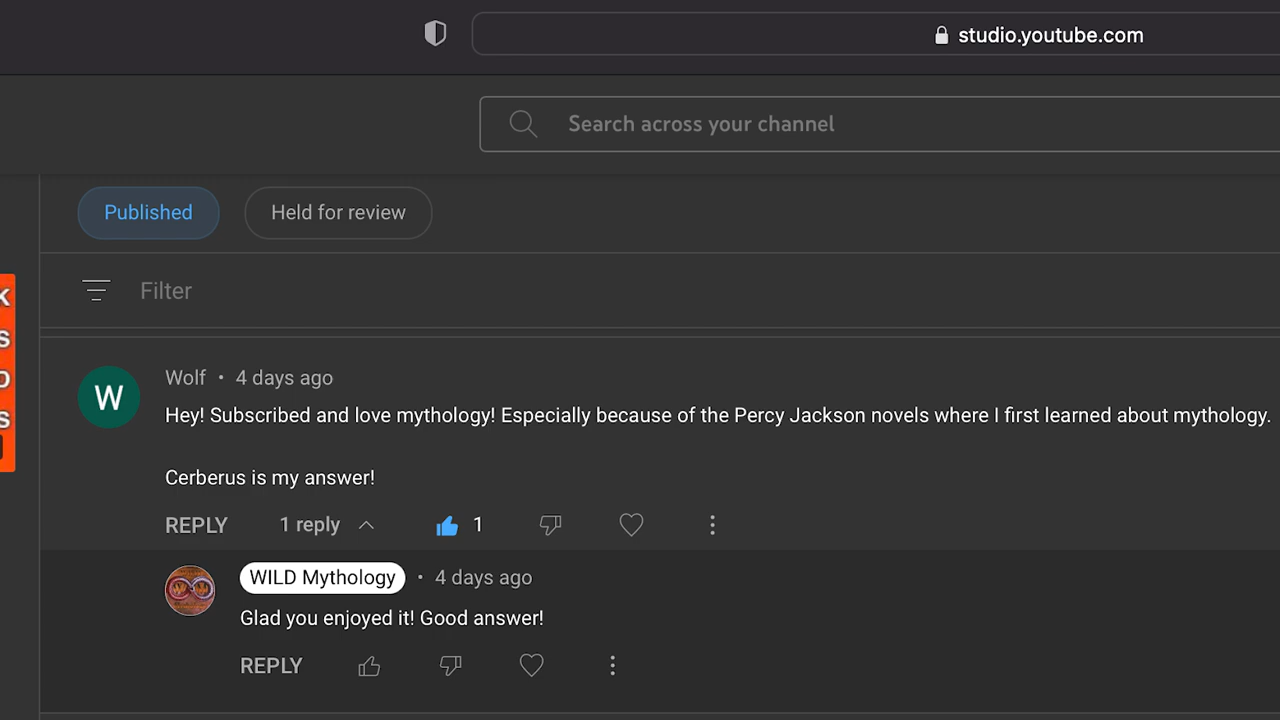 studio.youtube.com
Search across your channel
Published
Held for review
Filter
K
S
D
S
W
Wolf • 4 days ago
Hey! Subscribed and love mythology! Especially because of the Percy Jackson novels where I first learned about mythology.
Cerberus is my answer!
REPLY
1 reply
1
WILD Mythology • 4 days ago
Glad you enjoyed it! Good answer!
REPLY